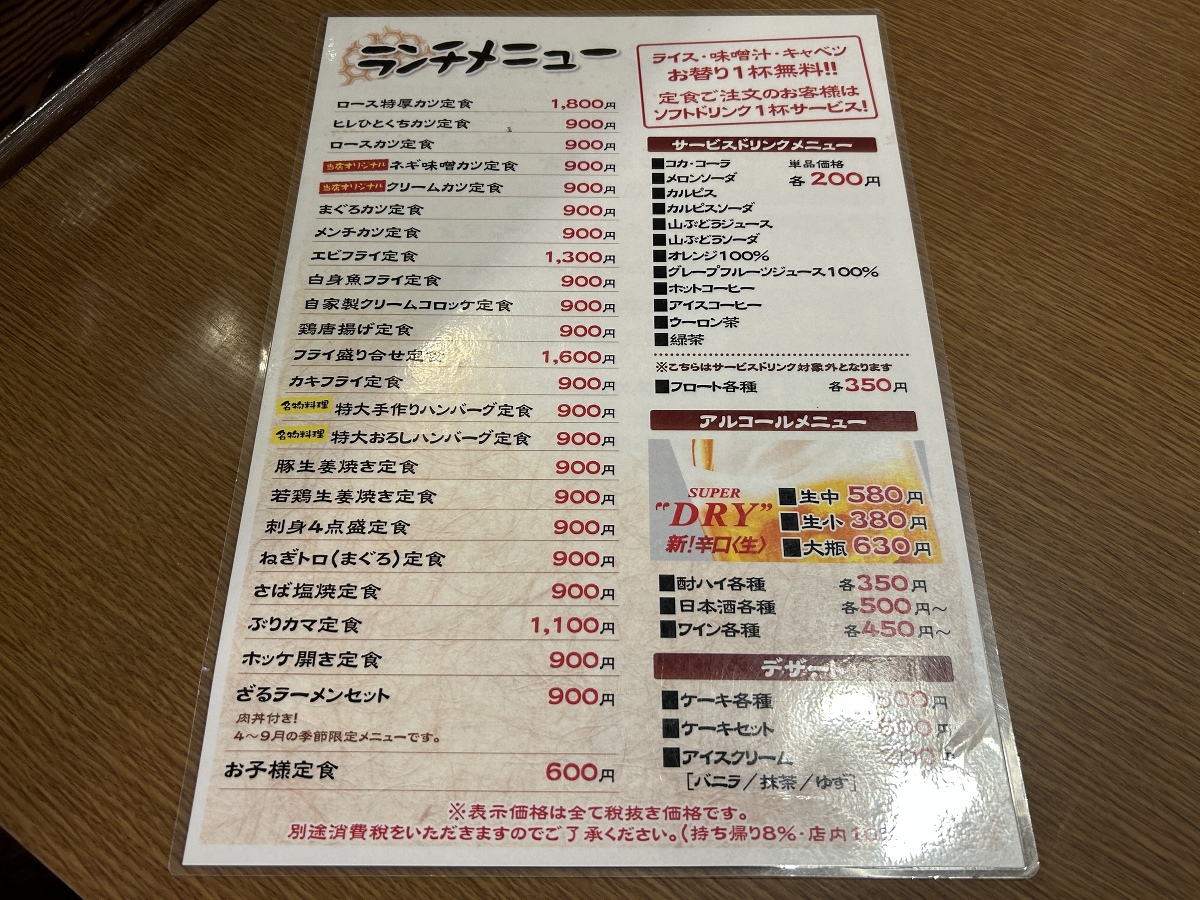 ランチメニュー
ロース特厚カツ定食 1,800円
ヒレひとくちカツ定食 900円
ロースカツ定食 900円
当店オリジナル ネギ味噌カツ定食 900円
当店オリジナル クリームカツ定食 900円
まぐろカツ定食 900円
メンチカツ定食 900円
エビフライ定食 1,300円
白身魚フライ定食 900円
自家製クリームコロッケ定食 900円
鶏唐揚げ定食 900円
フライ盛り合せ定食 1,600円
カキフライ定食 900円
名物料理 特大手作りハンバーグ定食 900円
名物料理 特大おろしハンバーグ定食 900円
豚生姜焼き定食 900円
若鶏生姜焼き定食 900円
刺身4点盛定食 900円
ねぎトロ(まぐろ)定食 900円
さば塩焼定食 900円
ぶりカマ定食 1,100円
ホッケ開き定食 900円
ざるラーメンセット 900円
肉丼付き!
4〜9月の季節限定メニューです。
お子様定食 600円
ライス・味噌汁・キャベツ
お替り1杯無料!!
定食ご注文のお客様は
ソフトドリンク1杯サービス!
サービスドリンクメニュー
■コカ・コーラ 単品価格
■メロンソーダ 各200円
■カルピス
■カルピスソーダ
■山ぶどうジュース
■山ぶどうソーダ
■オレンジ100%
■グレープフルーツジュース100%
■ホットコーヒー
■アイスコーヒー
■ウーロン茶
■緑茶
※こちらはサービスドリンク対象外となります
■フロート各種 各350円
アルコールメニュー
SUPER
"DRY"
新!辛口〈生〉
■生中 580円
■生小 380円
■大瓶 630円
■酎ハイ各種 各350円
■日本酒各種 各500円〜
■ワイン各種 各450円〜
デザート
■ケーキ各種 円
■ケーキセット 円
■アイスクリーム 円
[バニラ/抹茶/ゆず]
※表示価格は全て税抜き価格です。
別途消費税をいただきますのでご了承ください。(持ち帰り8%・店内